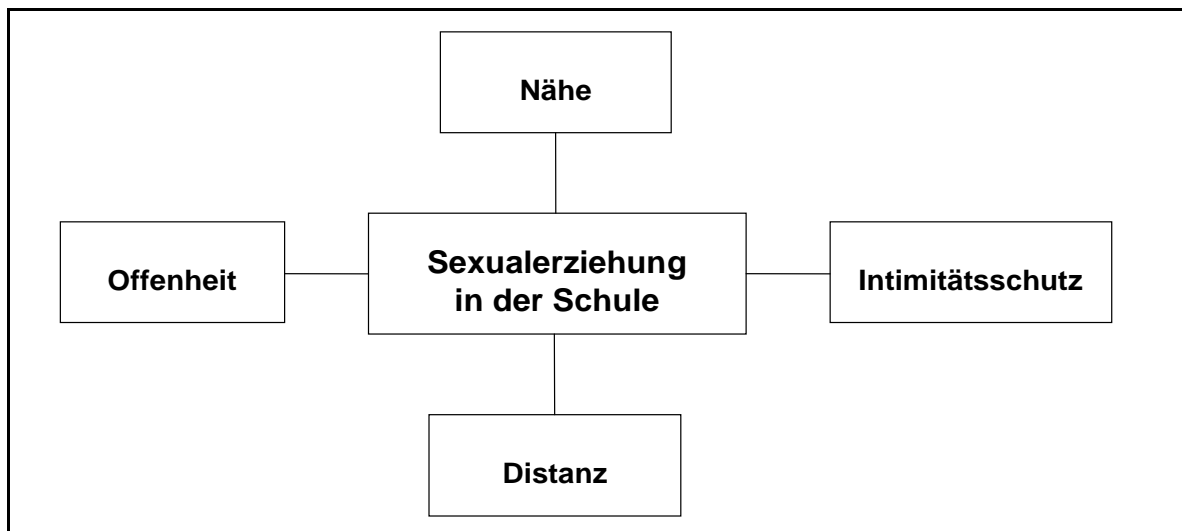 Nähe
Offenheit
Sexualerziehung
in der Schule
Intimitätsschutz
Distanz